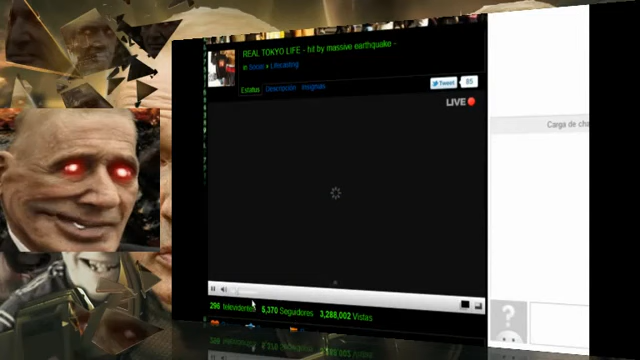 REAL TOKYO LIFE - hit by massive earthquake -
in Social » Lifecasting
Estatus Descripción Insignias
Tweet 85
LIVE
Carga de cha
296 televidentes 5,370 Seguidores 3,288,002 Vistas
?